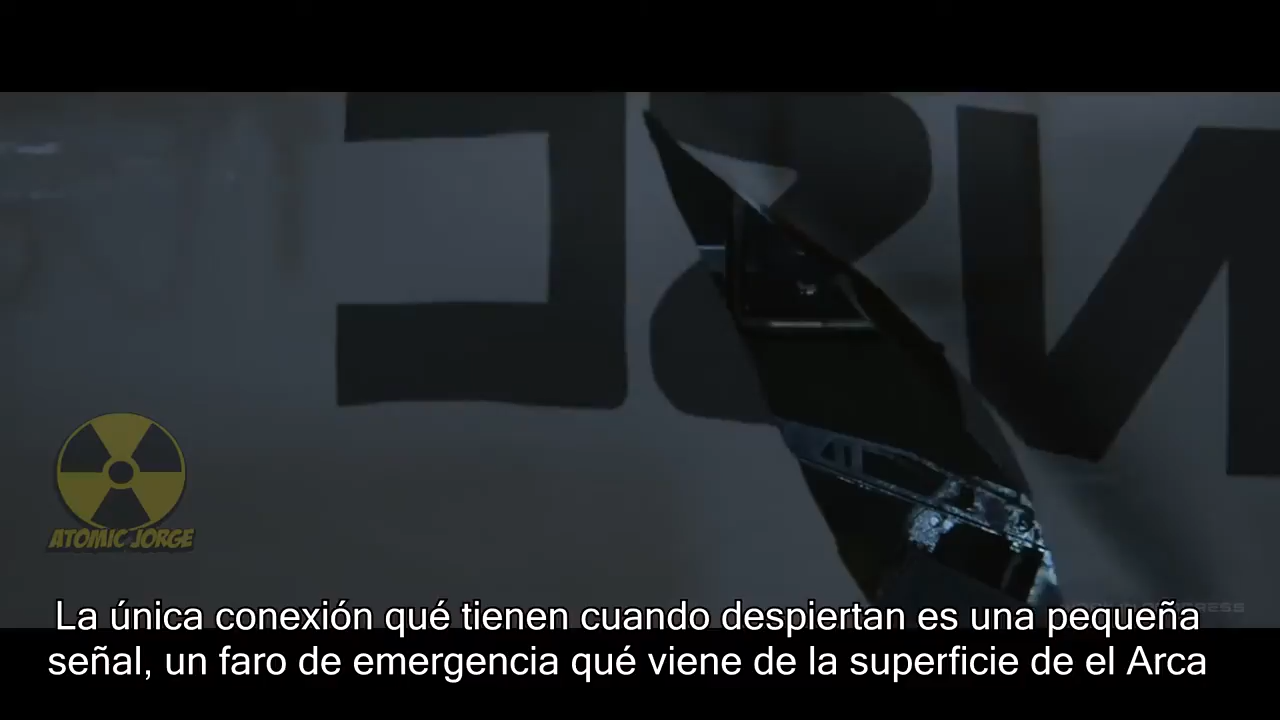 ATOMIC JORGE
La única conexión qué tienen cuando despiertan es una pequeña
señal, un faro de emergencia qué viene de la superficie de el Arca